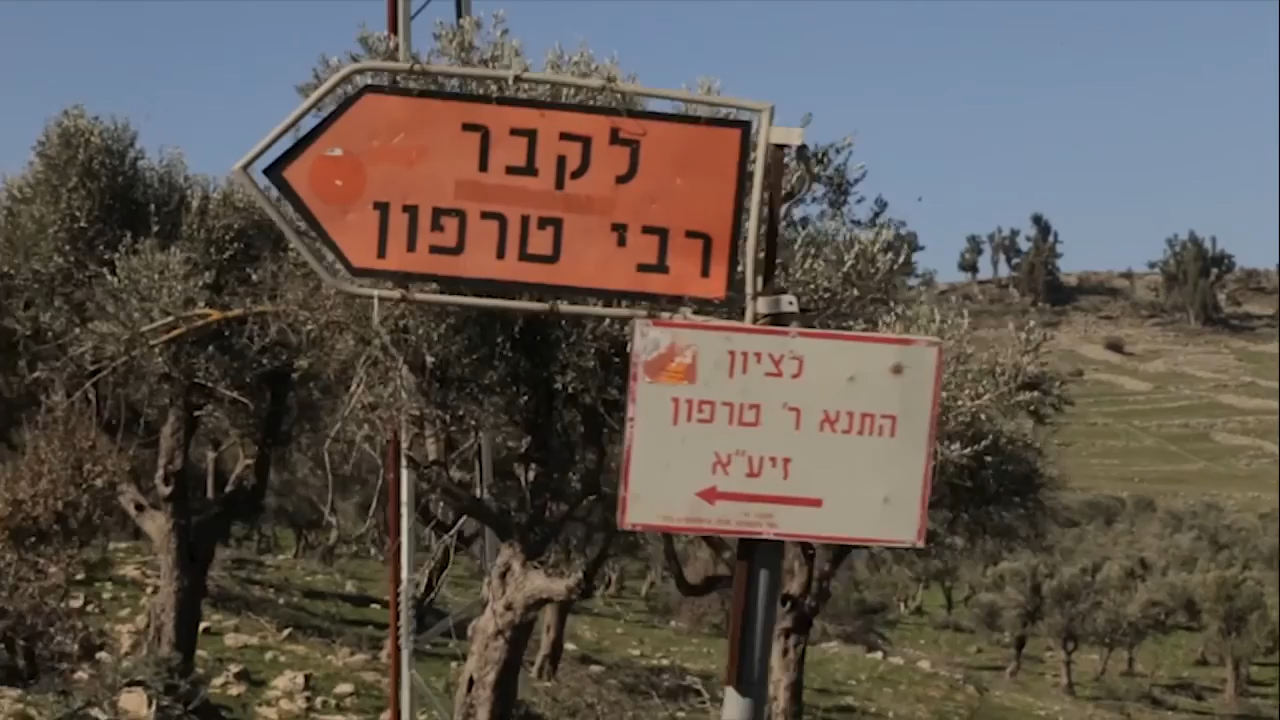 לקבר
רבי טרפון
לציון
התנא ר' טרפון
זיע"א